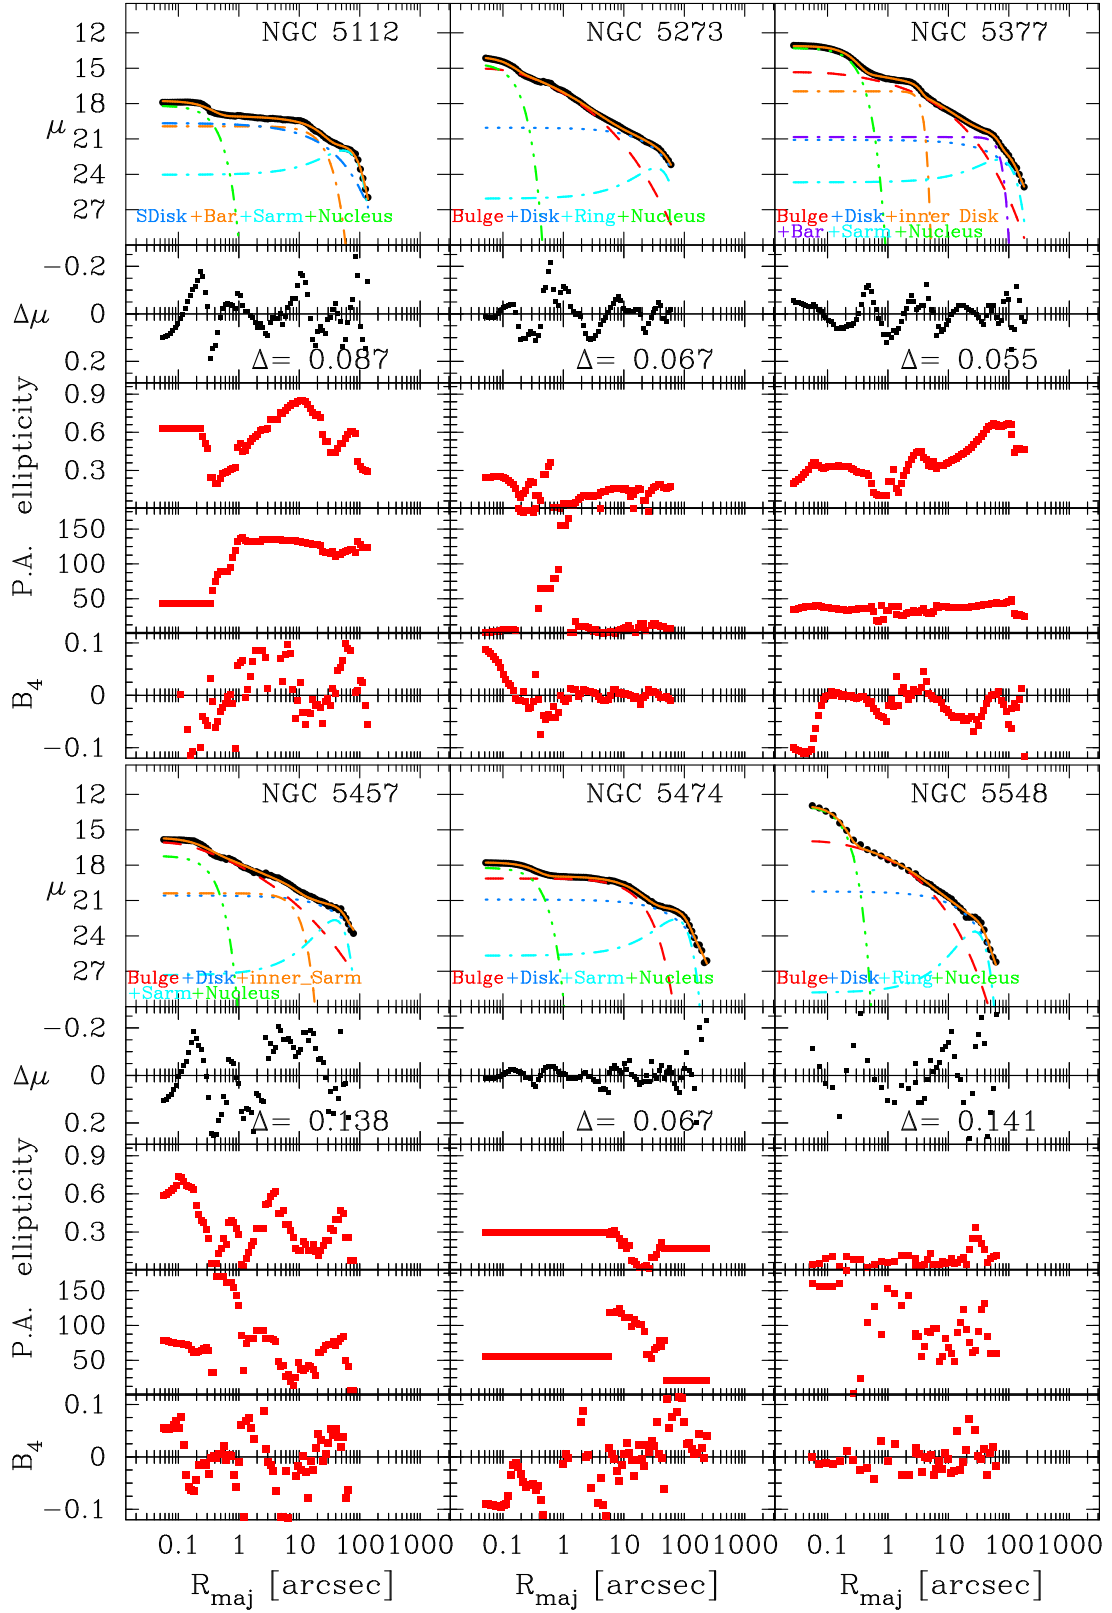 NGC 5112
NGC 5273
NGC 5377
12
15
18
21
24
27
μ
SDisk+Bar+Sarm+Nucleus
Bulge+Disk+Ring+Nucleus
Bulge+Disk+inner Disk
+Bar+Sarm+Nucleus
−0.2
0
0.2
Δμ
Δ= 0.087
Δ= 0.067
Δ= 0.055
0.9
0.6
0.3
ellipticity
150
100
50
P.A.
0.1
0
−0.1
B4
NGC 5457
NGC 5474
NGC 5548
12
15
18
21
24
27
μ
Bulge+Disk+inner_Sarm
+Sarm+Nucleus
Bulge+Disk+Sarm+Nucleus
Bulge+Disk+Ring+Nucleus
−0.2
0
0.2
Δμ
Δ= 0.138
Δ= 0.067
Δ= 0.141
0.9
0.6
0.3
ellipticity
150
100
50
P.A.
0.1
0
−0.1
B4
0.1 1 10 100 1000 0.1 1 10 100 1000 0.1 1 10 100 1000
Rmaj [arcsec] Rmaj [arcsec] Rmaj [arcsec]